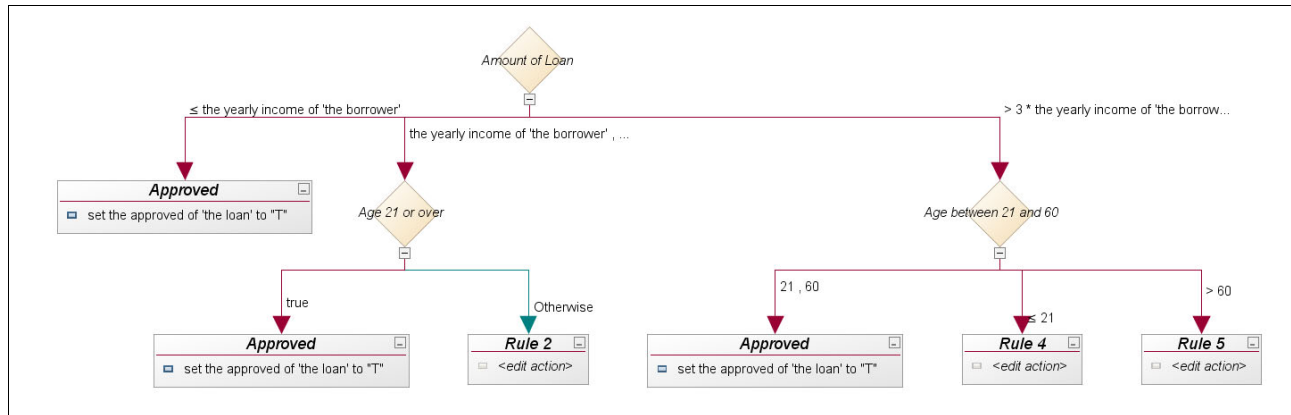 Amount of Loan
≤ the yearly income of 'the borrower'
the yearly income of 'the borrower' , ...
> 3 * the yearly income of 'the borrow...
Approved
set the approved of 'the loan' to "T"
Age 21 or over
Age between 21 and 60
true
Otherwise
21 , 60
≤ 21
> 60
Approved
set the approved of 'the loan' to "T"
Rule 2
<edit action>
Approved
set the approved of 'the loan' to "T"
Rule 4
<edit action>
Rule 5
<edit action>